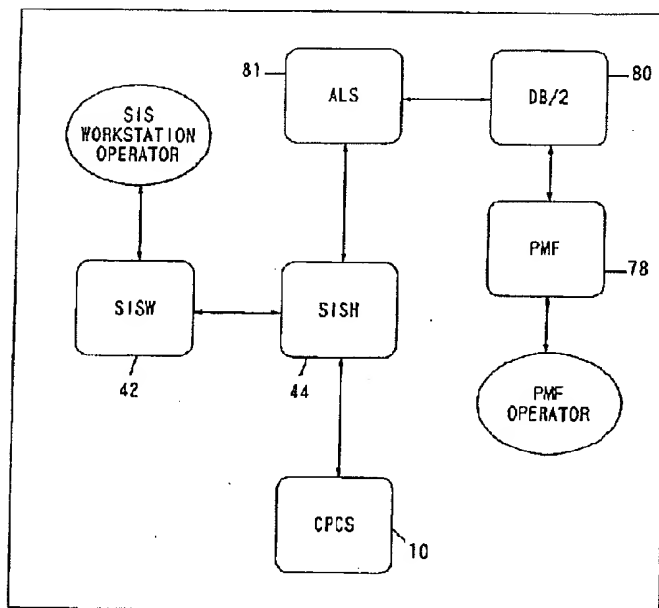 81
ALS
DB/2
80
SIS
WORKSTATION
OPERATOR
PMF
78
SISW
SISH
42
44
PMF
OPERATOR
CPCS
10